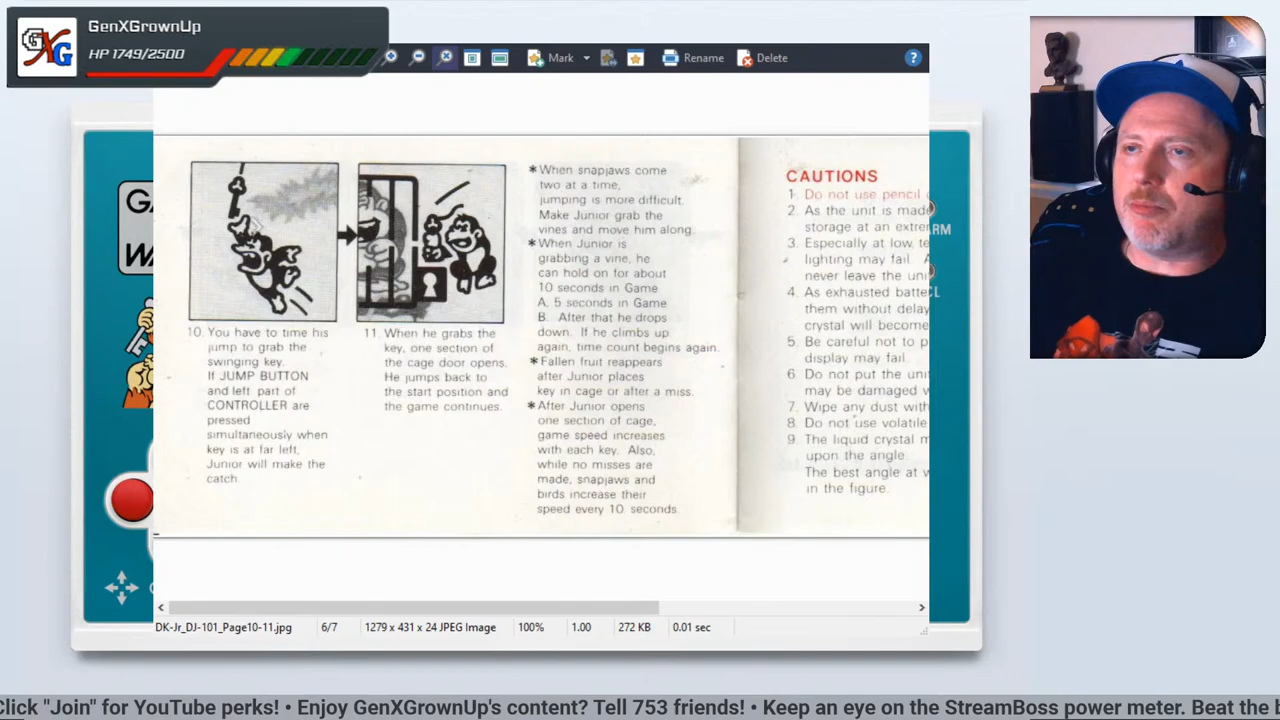 GenXGrownUp
HP 1749/2500
GXG
Mark
Rename
Delete
?
10. You have to time his
jump to grab the
swinging key.
If JUMP BUTTON
and left part of
CONTROLLER are
pressed
simultaneously when
key is at far left,
Junior will make the
catch.
11. When he grabs the
key, one section of
the cage door opens.
He jumps back to
the start position and
the game continues.
* When snapjaws come
two at a time,
jumping is more difficult.
Make Junior grab the
vines and move him along.
* When Junior is
grabbing a vine, he
can hold on for about
10 seconds in Game
A, 5 seconds in Game
B. After that he drops
down. If he climbs up
again, time count begins again.
* Fallen fruit reappears
after Junior places
key in cage or after a miss.
* After Junior opens
one section of cage,
game speed increases
with each key. Also,
while no misses are
made, snapjaws and
birds increase their
speed every 10 seconds.
CAUTIONS
1. Do not use pencil
2. As the unit is made
storage at an extre
3. Especially at low, te
lighting may fail.
never leave the uni
4. As exhausted batte
them without delay
crystal will become
5. Be careful not to p
display may fail.
6. Do not put the uni
may be damaged w
7. Wipe any dust with
8. Do not use volatile
9. The liquid crystal m
upon the angle.
The best angle at w
in the figure.
DK-Jr_DJ-101_Page10-11.jpg
6/7
1279 x 431 x 24 JPEG Image
100%
1.00
272 KB
0.01 sec
Click "Join" for YouTube perks! • Enjoy GenXGrownUp's content? Tell 753 friends! • Keep an eye on the StreamBoss power meter. Beat the